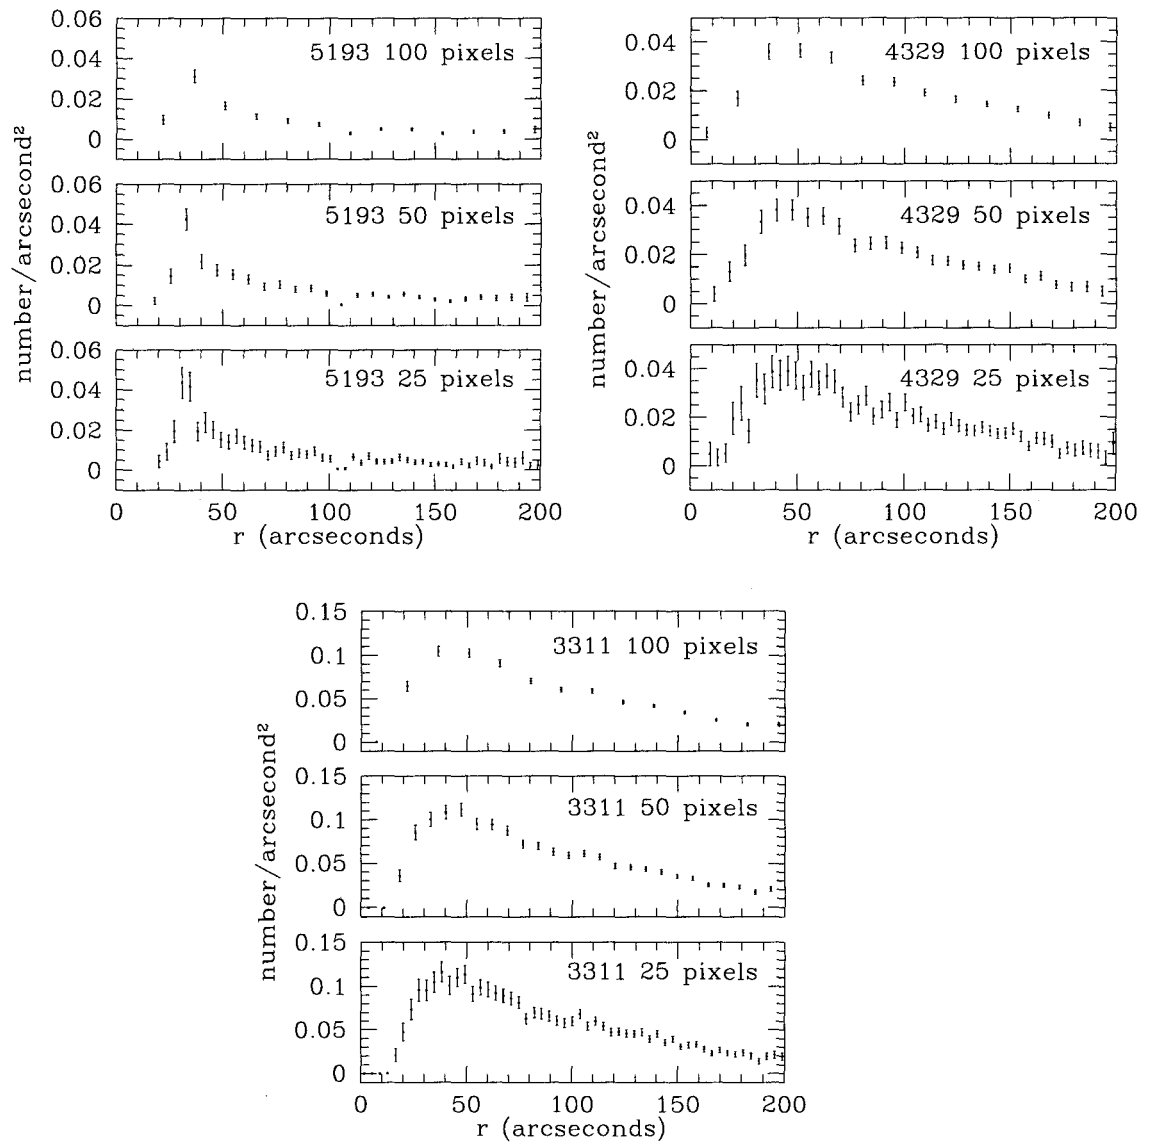 0.06
0.04
0.02
0
5193 100 pixels
0.06
0.04
0.02
0
5193 50 pixels
0.06
0.04
0.02
0
5193 25 pixels
number/arcsecond²
0 50 100 150 200
r (arcseconds)
0.04
0.02
0
4329 100 pixels
0.04
0.02
0
4329 50 pixels
0.04
0.02
0
4329 25 pixels
number/arcsecond²
0 50 100 150 200
r (arcseconds)
0.15
0.1
0.05
0
3311 100 pixels
0.15
0.1
0.05
0
3311 50 pixels
0.15
0.1
0.05
0
3311 25 pixels
number/arcsecond²
0 50 100 150 200
r (arcseconds)